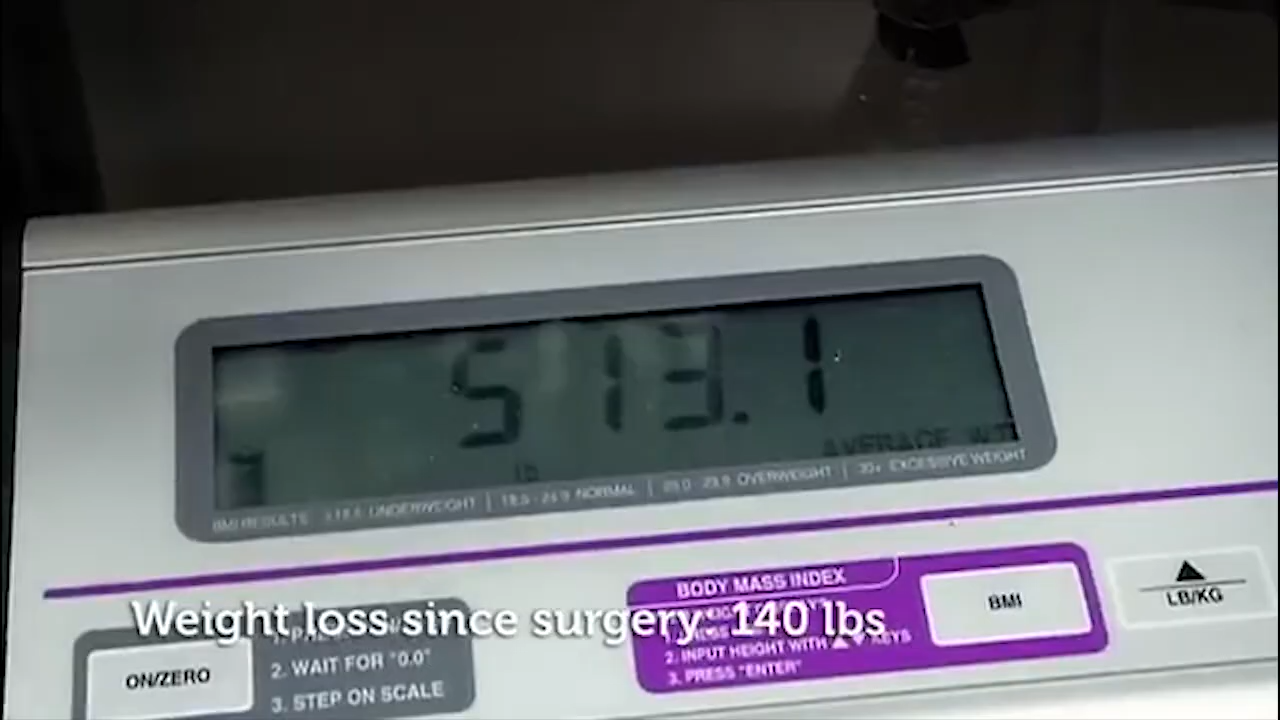 513.1
lb
AVERAGE WT
BMI RESULTS <18.5 UNDERWEIGHT | 18.5 - 24.9 NORMAL | 25.0 - 29.9 OVERWEIGHT | 30+ EXCESSIVE WEIGHT
BODY MASS INDEX
BMI
LB/KG
Weight loss since surgery: 140 lbs
2. INPUT HEIGHT WITH ▲▼ KEYS
3. PRESS "ENTER"
ON/ZERO
2. WAIT FOR "0.0"
3. STEP ON SCALE